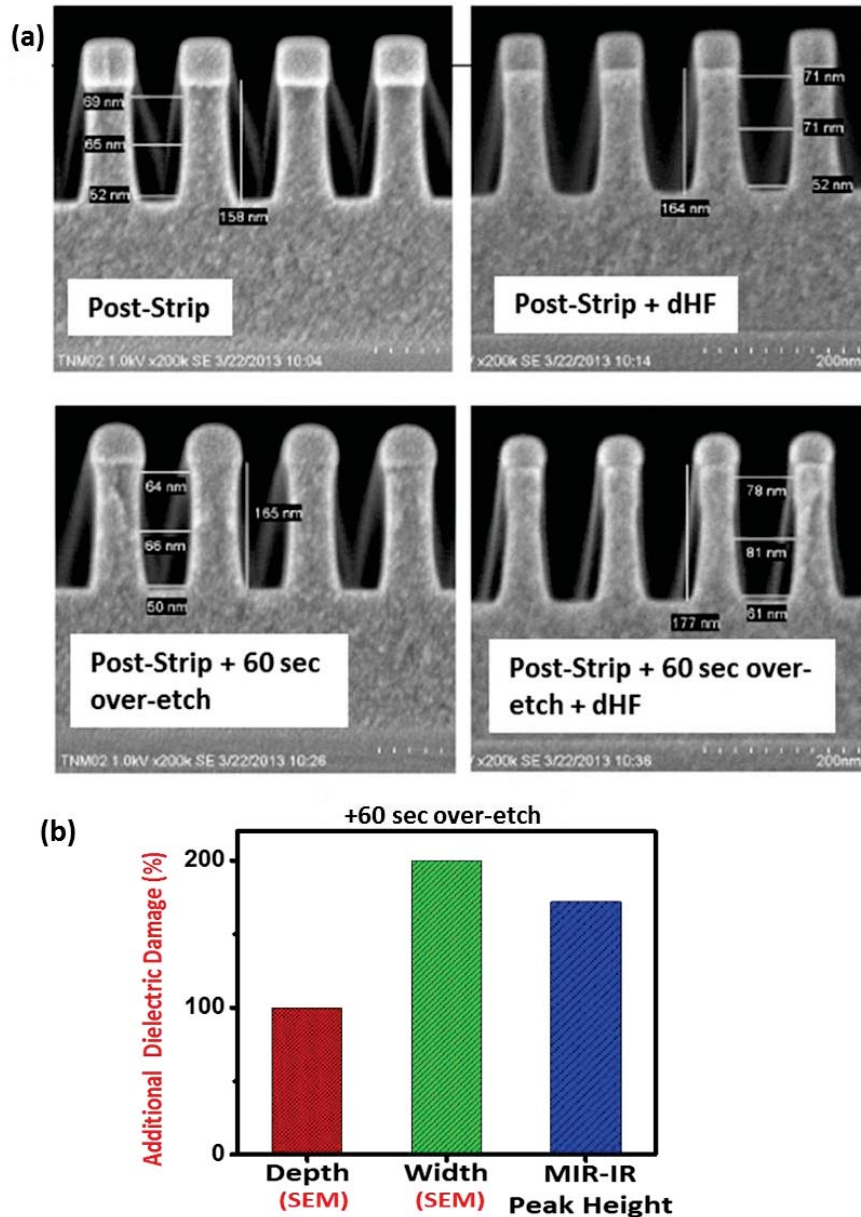 (a)
69 nm
65 nm
52 nm
158 nm
Post-Strip
TNM02 1.0kV x200k SE 3/22/2013 10:04
71 nm
71 nm
52 nm
164 nm
Post-Strip + dHF
V x200k SE 3/22/2013 10:14
200nm
64 nm
165 nm
66 nm
50 nm
Post-Strip + 60 sec
over-etch
TNM02 1.0kV x200k SE 3/22/2013 10:26
78 nm
81 nm
61 nm
177 nm
Post-Strip + 60 sec over-
etch + dHF
V x200k SE 3/22/2013 10:36
200nm
(b)
+60 sec over-etch
Additional Dielectric Damage (%)
200
100
0
Depth
(SEM)
Width
(SEM)
MIR-IR
Peak Height